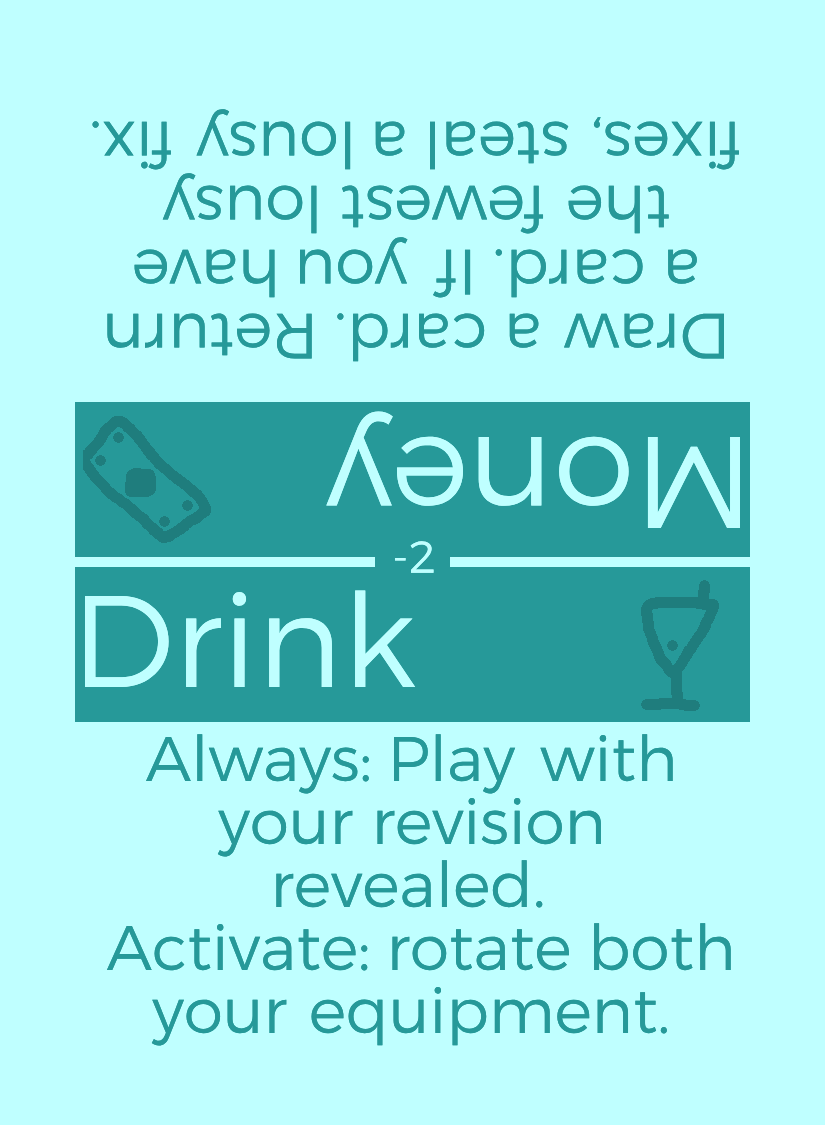 Draw a card. Return
a card. If you have
the fewest lousy
fixes, steal a lousy fix.
Money
-2
Drink
Always: Play with
your revision
revealed.
Activate: rotate both
your equipment.